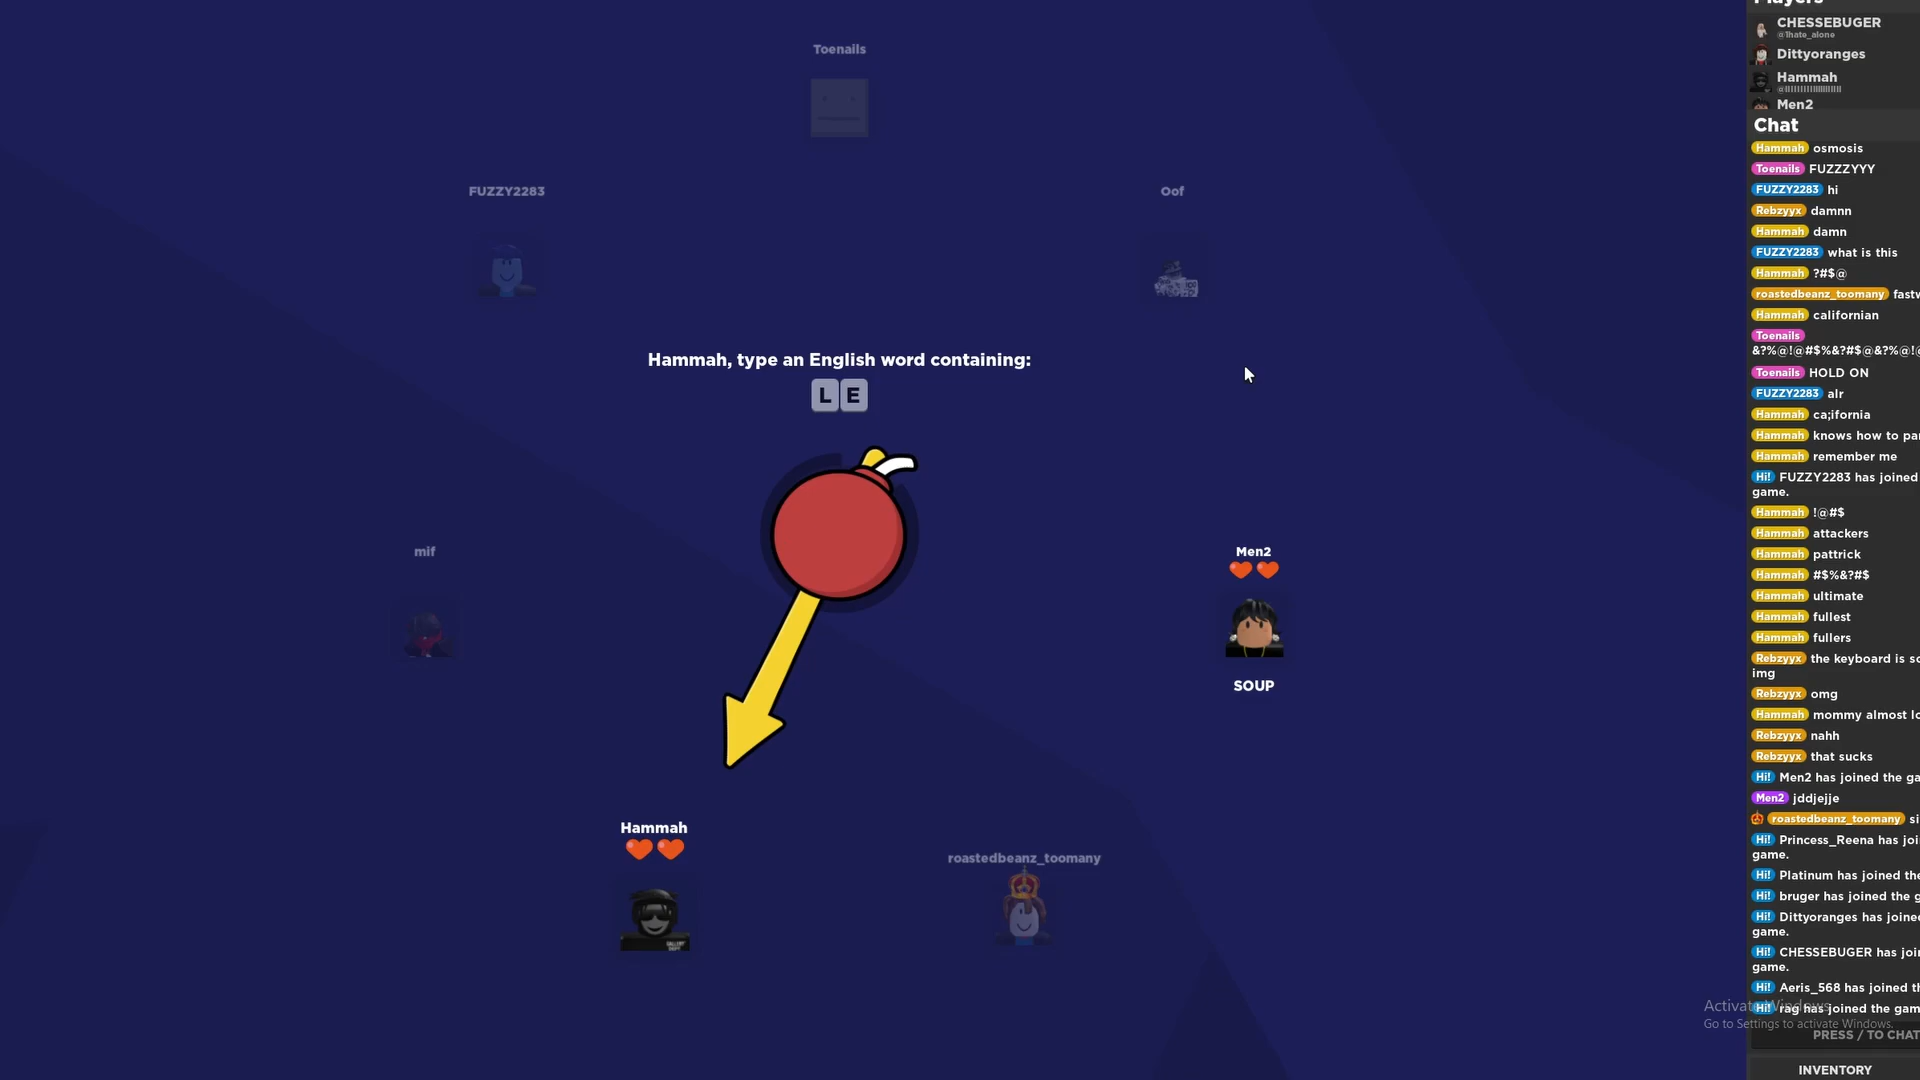 Toenails
FUZZY2283
Oof
Hammah, type an English word containing:
L E
mif
Men2
SOUP
Hammah
roastedbeanz_toomany
Players
CHESSEBUGER
@1hate_alone
Dittyoranges
Hammah
Men2
Chat
Hammah osmosis
Toenails FUZZZYYY
FUZZY2283 hi
Rebzyyx damnn
Hammah damn
FUZZY2283 what is this
Hammah ?#$@
roastedbeanz_toomany fastw
Hammah californian
Toenails
&?%@!@#$%&?#$@&?%@!@
Toenails HOLD ON
FUZZY2283 alr
Hammah ca;ifornia
Hammah knows how to par
Hammah remember me
Hi! FUZZY2283 has joined
game.
Hammah !@#$
Hammah attackers
Hammah pattrick
Hammah #$%&?#$
Hammah ultimate
Hammah fullest
Hammah fullers
Rebzyyx the keyboard is so
img
Rebzyyx omg
Hammah mommy almost lo
Rebzyyx nahh
Rebzyyx that sucks
Hi! Men2 has joined the ga
Men2 jddjejje
roastedbeanz_toomany si
Hi! Princess_Reena has joi
game.
Hi! Platinum has joined the
Hi! bruger has joined the g
Hi! Dittyoranges has joine
game.
Hi! CHESSEBUGER has join
game.
Hi! Aeris_568 has joined th
Hi! rag has joined the gam
Activate Windows
Go to Settings to activate Windows.
PRESS / TO CHAT
INVENTORY